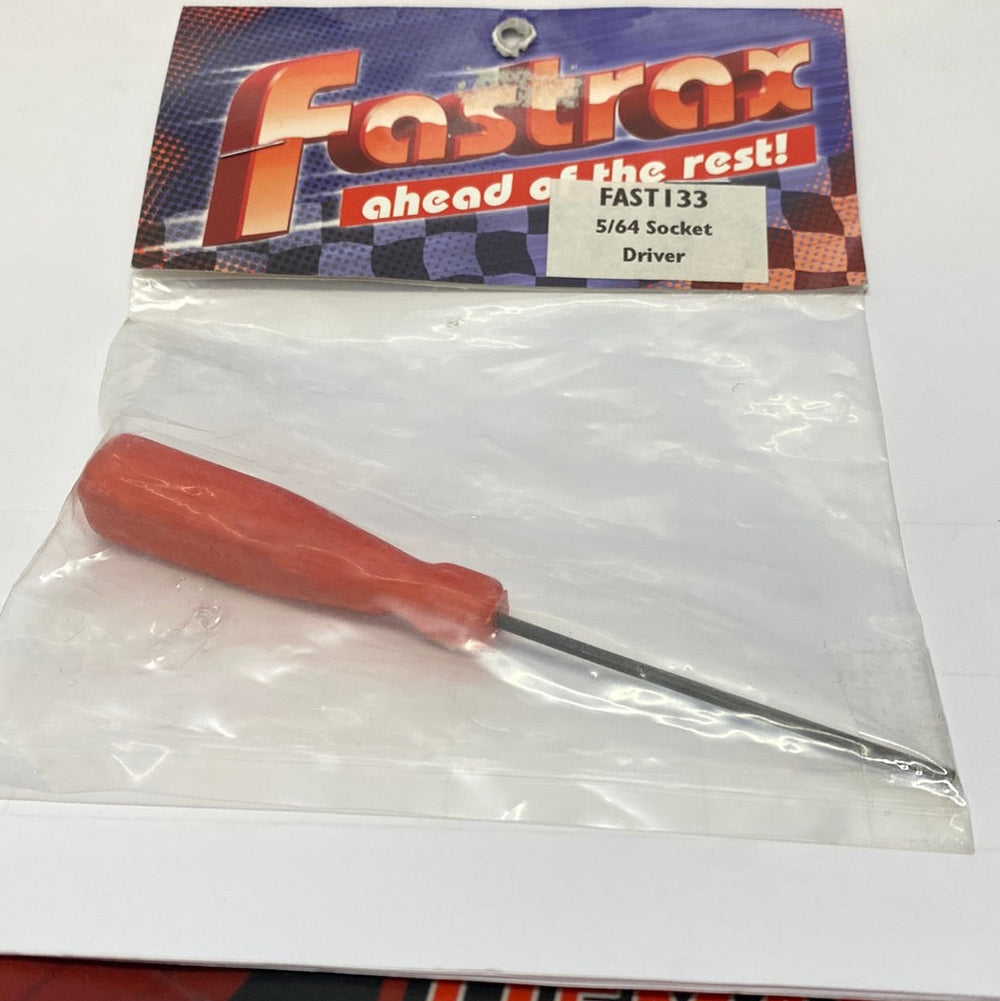 Fastrax
ahead of the rest!
FAST133
5/64 Socket
Driver